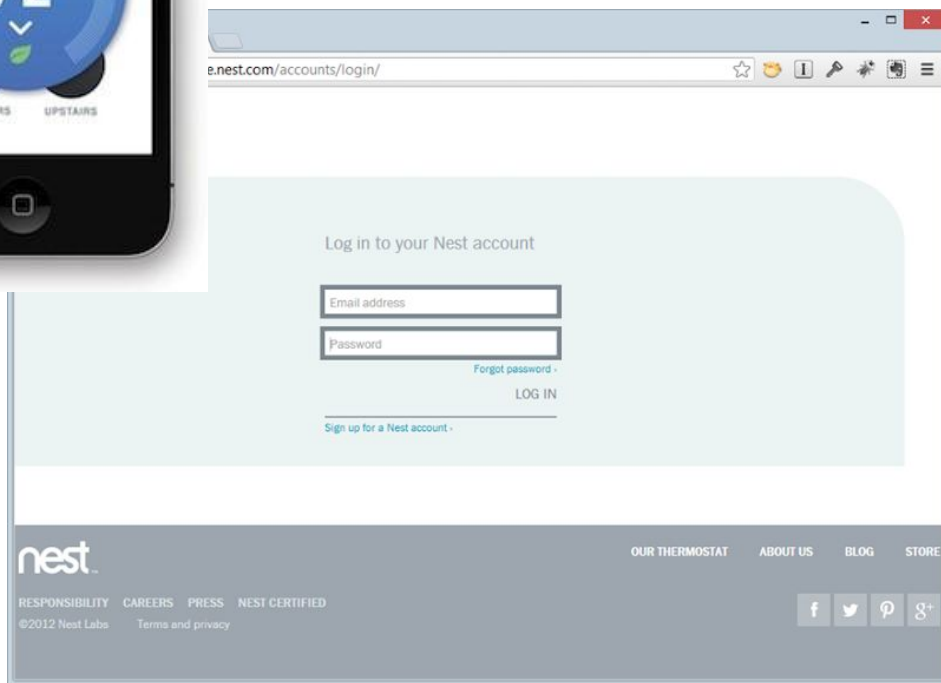 e.nest.com/accounts/login/
RS UPSTAIRS
Log in to your Nest account
Email address
Password
Forgot password ›
LOG IN
Sign up for a Nest account ›
nest
OUR THERMOSTAT ABOUT US BLOG STORE
RESPONSIBILITY CAREERS PRESS NEST CERTIFIED
©2012 Nest Labs Terms and privacy
f g+